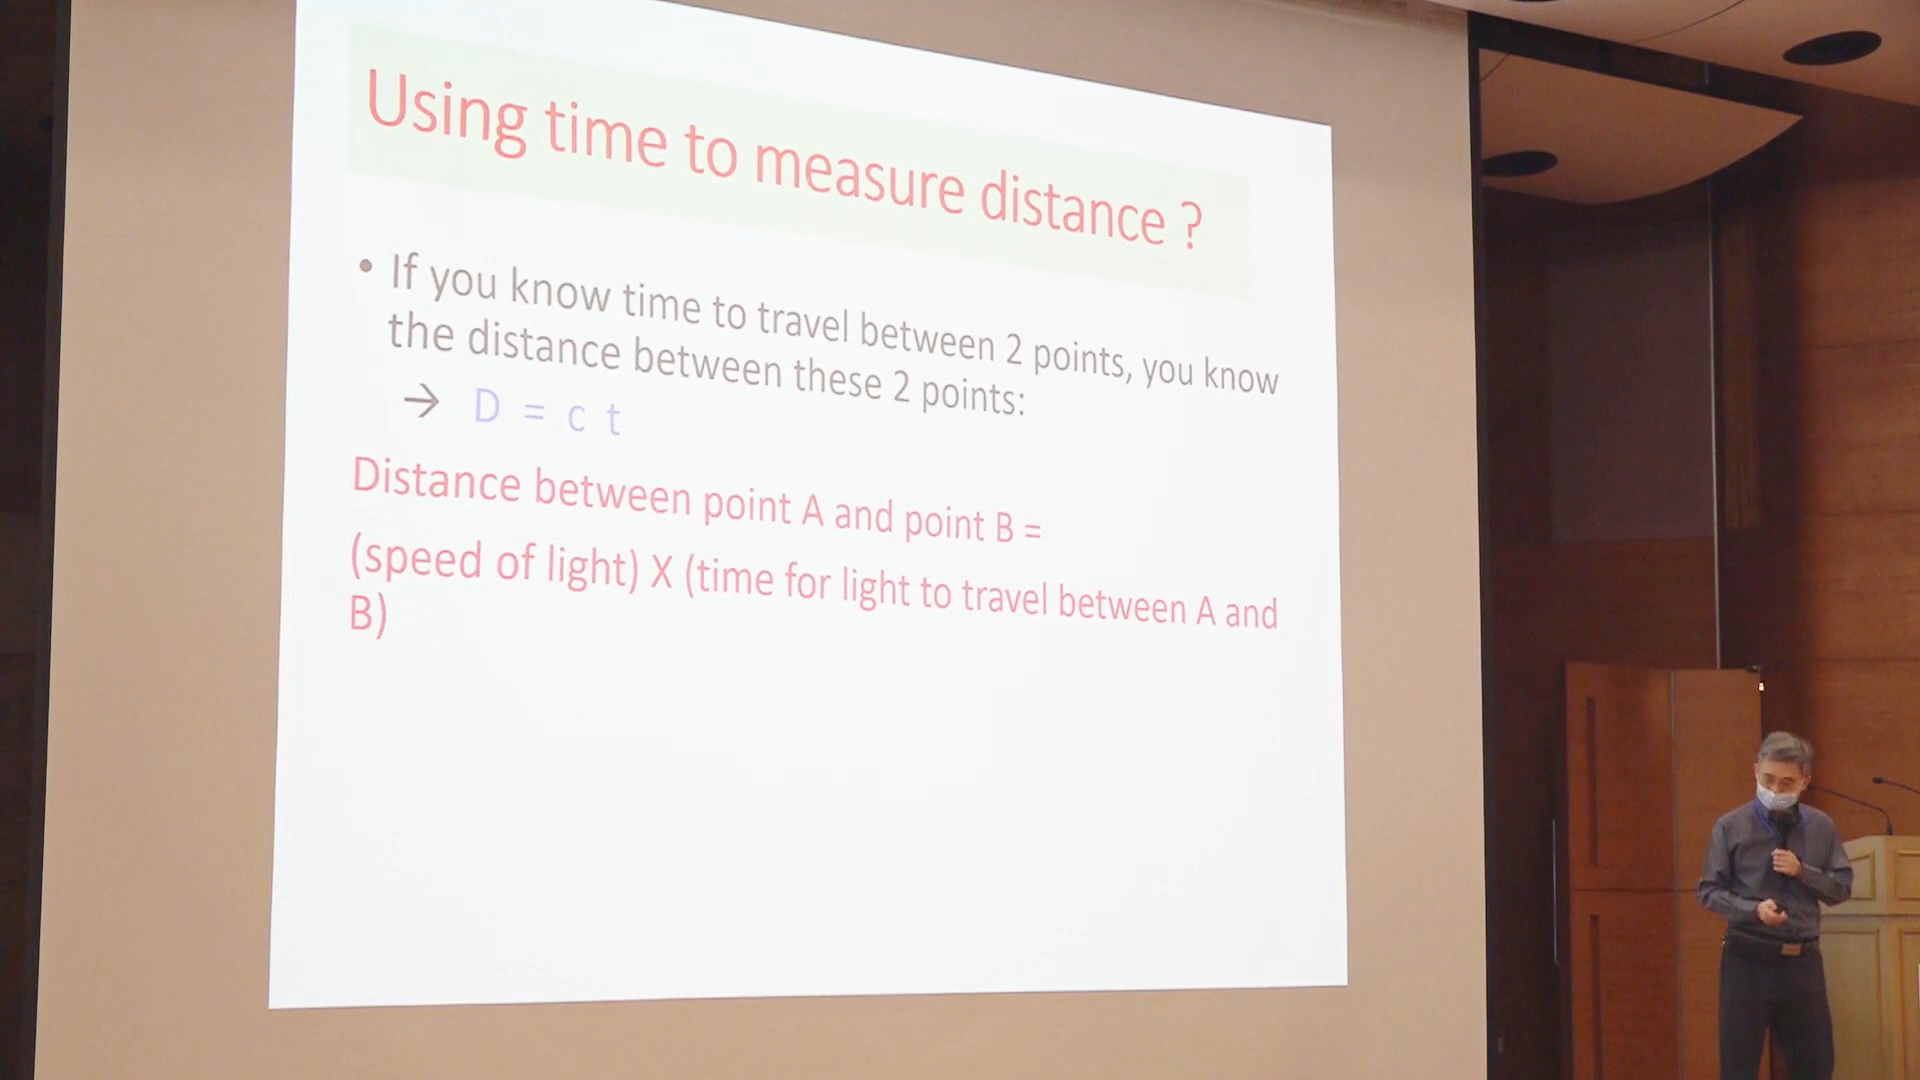 Using time to measure distance ?
• If you know time to travel between 2 points, you know
the distance between these 2 points:
→ D = c t
Distance between point A and point B =
(speed of light) X (time for light to travel between A and
B)